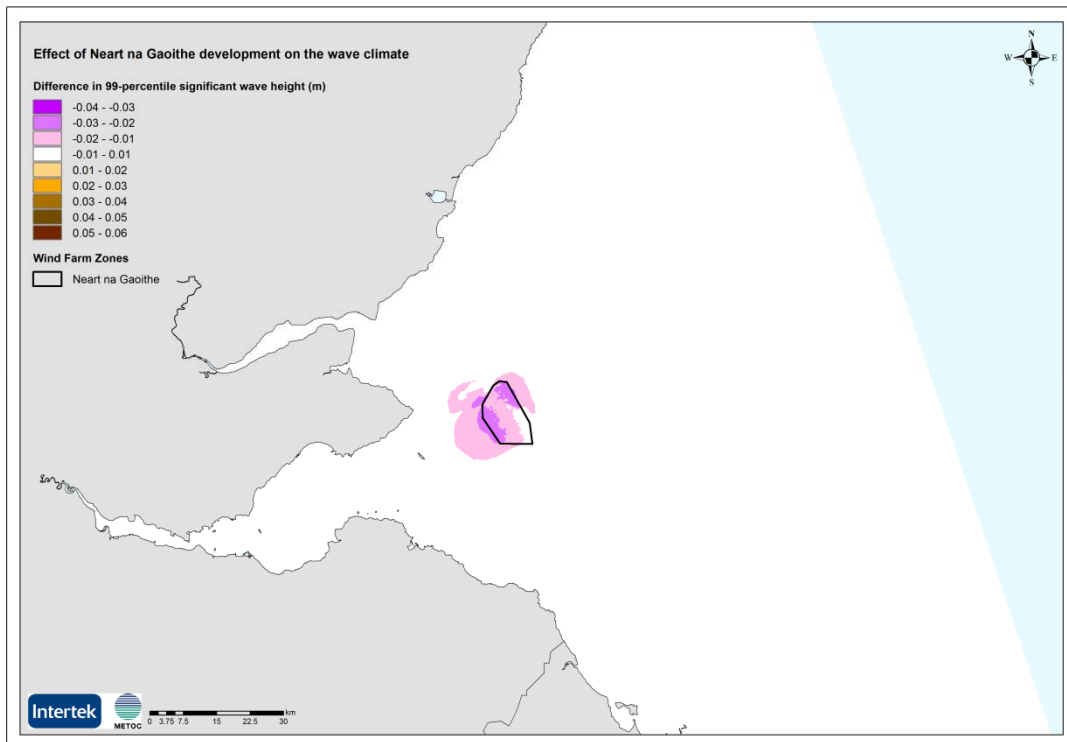 Effect of Neart na Gaoithe development on the wave climate
N
W E
S
Difference in 99-percentile significant wave height (m)
-0.04 - -0.03
-0.03 - -0.02
-0.02 - -0.01
-0.01 - 0.01
0.01 - 0.02
0.02 - 0.03
0.03 - 0.04
0.04 - 0.05
0.05 - 0.06
Wind Farm Zones
Neart na Gaoithe
Intertek
METOC
km
0 3.75 7.5 15 22.5 30